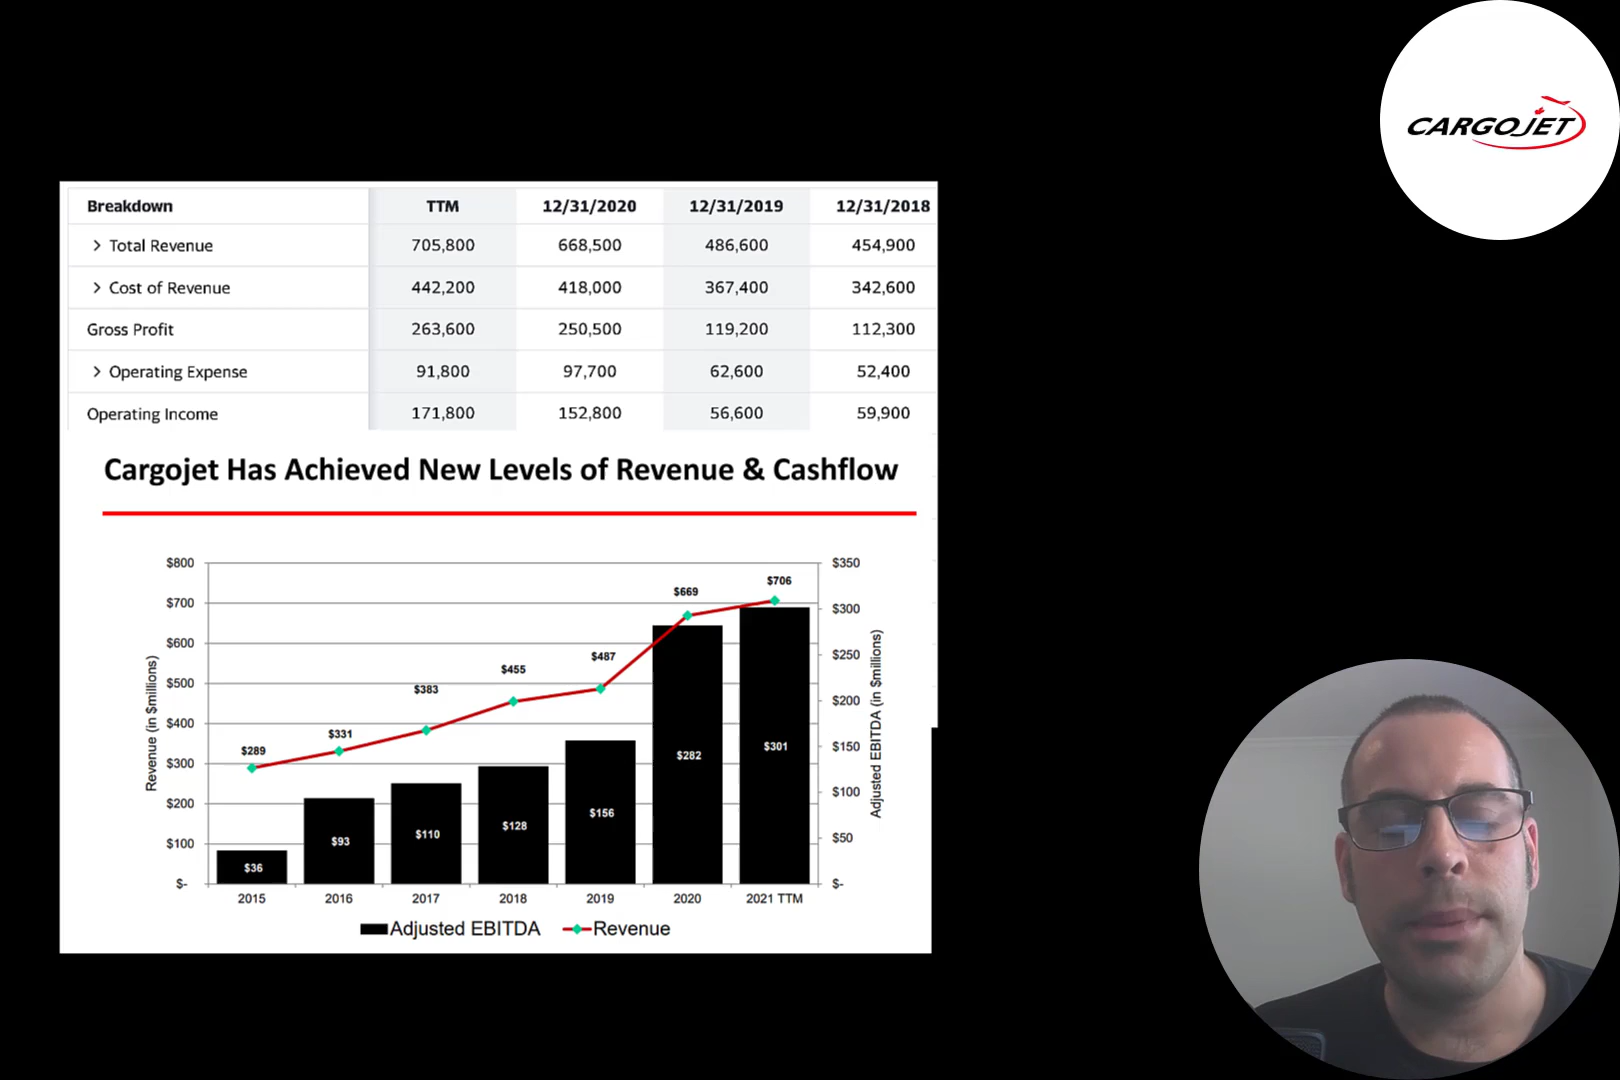 CARGOJET
Breakdown TTM 12/31/2020 12/31/2019 12/31/2018
> Total Revenue 705,800 668,500 486,600 454,900
> Cost of Revenue 442,200 418,000 367,400 342,600
Gross Profit 263,600 250,500 119,200 112,300
> Operating Expense 91,800 97,700 62,600 52,400
Operating Income 171,800 152,800 56,600 59,900
Cargojet Has Achieved New Levels of Revenue & Cashflow
Revenue (in $millions)
$800
$700
$600
$500
$400
$300
$200
$100
$-
$289
$331
$383
$455
$487
$669
$706
$36
$93
$110
$128
$156
$282
$301
$350
$300
$250
$200
$150
$100
$50
$-
Adjusted EBITDA (in $millions)
2015 2016 2017 2018 2019 2020 2021 TTM
Adjusted EBITDA Revenue